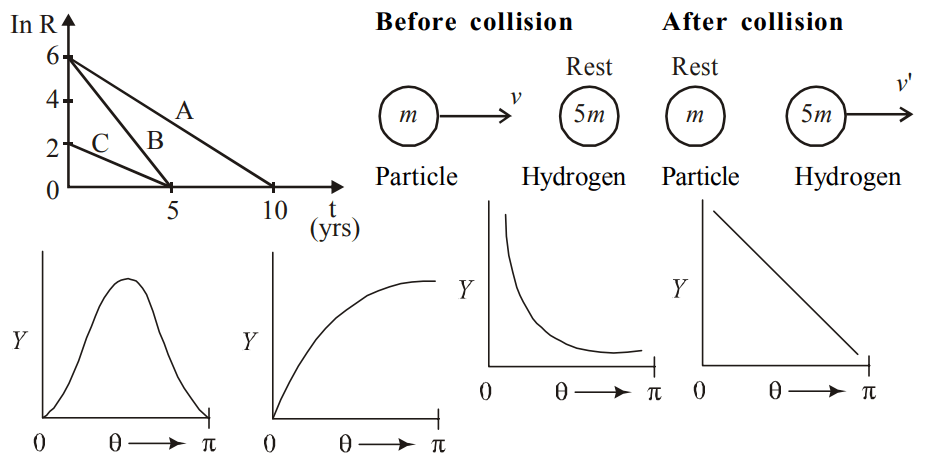 In R
6
4
2
0
A
B
C
5
10
t
(yrs)
Before collision
After collision
Rest
Rest
m
v
5m
m
5m
v'
Particle
Hydrogen
Particle
Hydrogen
Y
0
θ
π
Y
0
θ
π
Y
0
θ
π
Y
0
θ
π